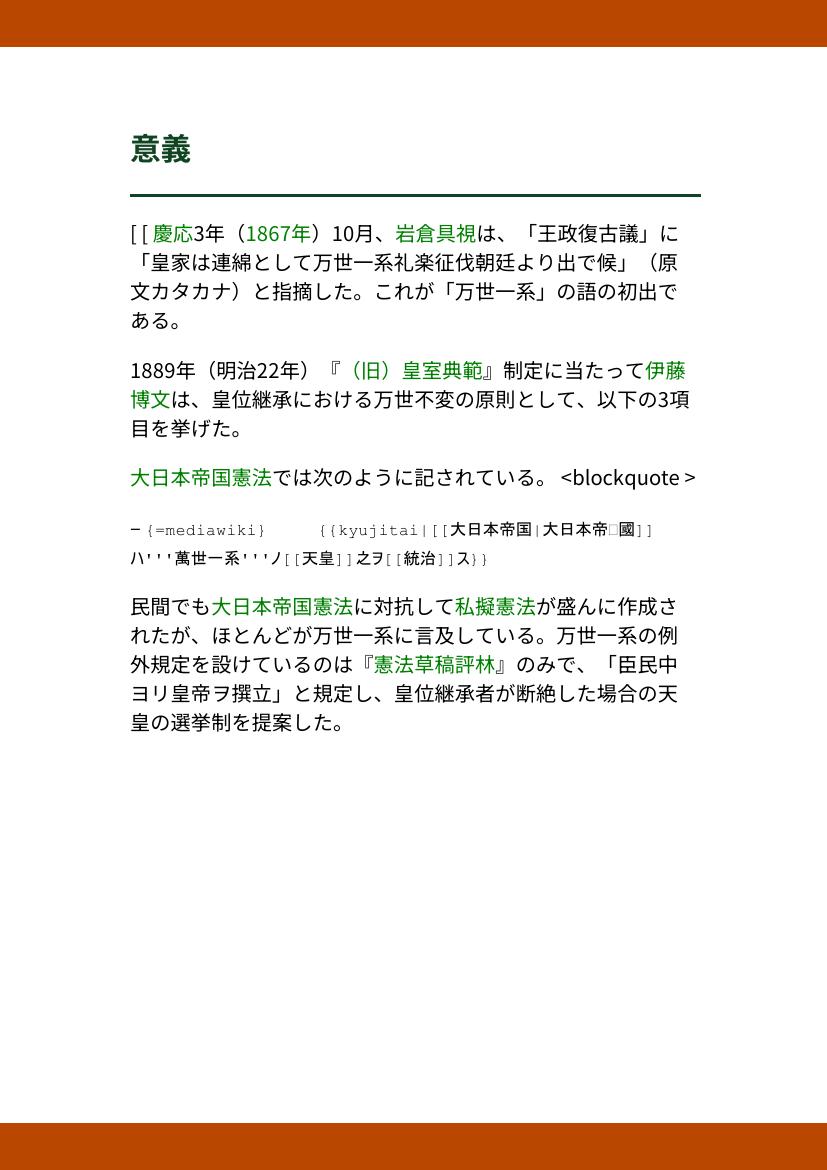 意義
[ [ 慶応3年（1867年）10月、岩倉具視は、「王政復古議」に
「皇家は連綿として万世一系礼楽征伐朝廷より出で候」（原
文カタカナ）と指摘した。これが「万世一系」の語の初出で
ある。
1889年（明治22年）『（旧）皇室典範』制定に当たって伊藤
博文は、皇位継承における万世不変の原則として、以下の3項
目を挙げた。
大日本帝国憲法では次のように記されている。 <blockquote >
– {=mediawiki}　　{{kyujitai|[[大日本帝国|大日本帝□國]]
ハ'''萬世一系'''ノ[[天皇]]之ヲ[[統治]]ス}}
民間でも大日本帝国憲法に対抗して私擬憲法が盛んに作成さ
れたが、ほとんどが万世一系に言及している。万世一系の例
外規定を設けているのは『憲法草稿評林』のみで、「臣民中
ヨリ皇帝ヲ撰立」と規定し、皇位継承者が断絶した場合の天
皇の選挙制を提案した。